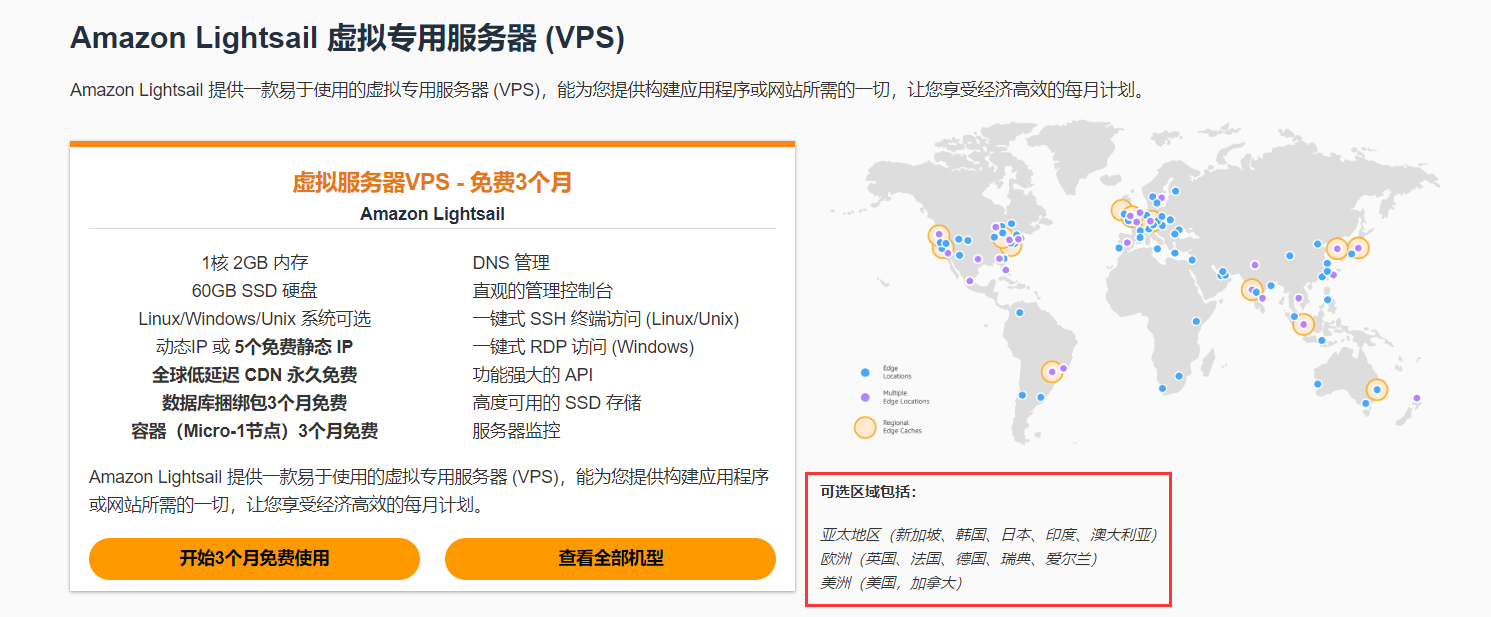 Amazon Lightsail 虚拟专用服务器 (VPS)
Amazon Lightsail 提供一款易于使用的虚拟专用服务器 (VPS)，能为您提供构建应用程序或网站所需的一切，让您享受经济高效的每月计划。
虚拟服务器VPS - 免费3个月
Amazon Lightsail
1核 2GB 内存
60GB SSD 硬盘
Linux/Windows/Unix 系统可选
动态IP 或 5个免费静态 IP
全球低延迟 CDN 永久免费
数据库捆绑包3个月免费
容器（Micro-1节点）3个月免费
DNS 管理
直观的管理控制台
一键式 SSH 终端访问 (Linux/Unix)
一键式 RDP 访问 (Windows)
功能强大的 API
高度可用的 SSD 存储
服务器监控
Amazon Lightsail 提供一款易于使用的虚拟专用服务器 (VPS)，能为您提供构建应用程序
或网站所需的一切，让您享受经济高效的每月计划。
开始3个月免费使用
查看全部机型
Edge
Locations
Multiple
Edge Locations
Regional
Edge Caches
可选区域包括：
亚太地区（新加坡、韩国、日本、印度、澳大利亚）
欧洲（英国、法国、德国、瑞典、爱尔兰）
美洲（美国，加拿大）